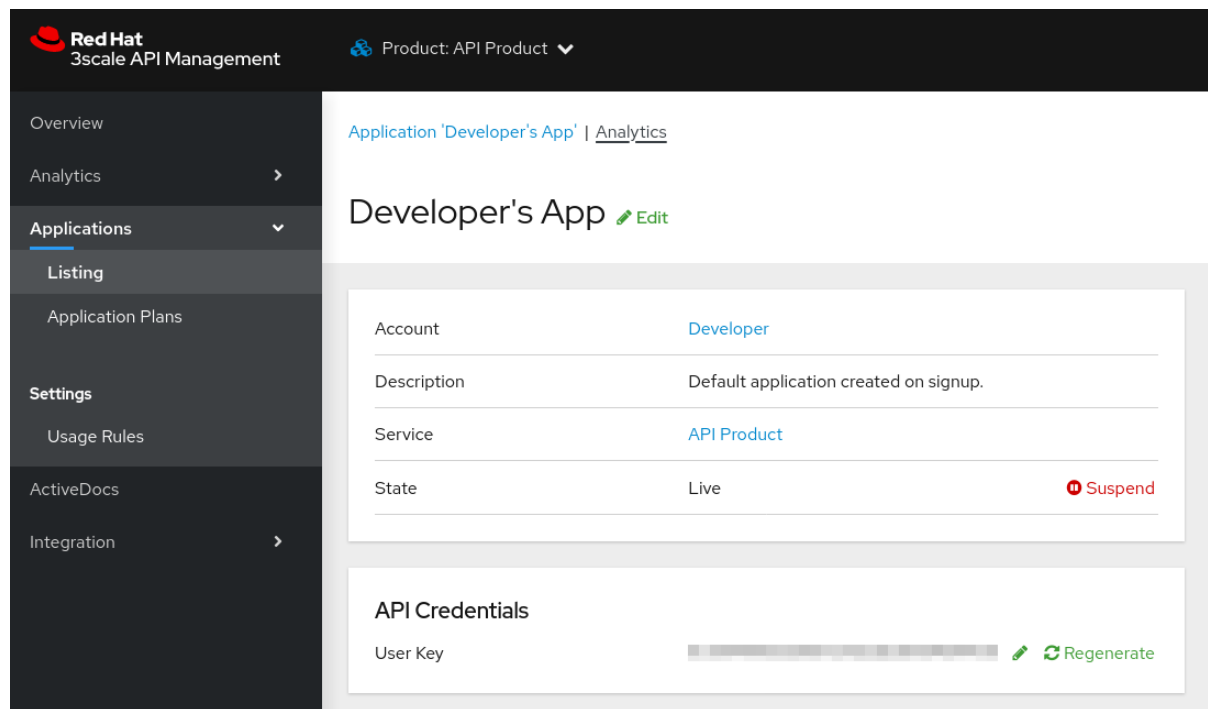 Red Hat
3scale API Management
Product: API Product
Overview
Analytics
Applications
Listing
Application Plans
Settings
Usage Rules
ActiveDocs
Integration
Application 'Developer's App' | Analytics
Developer's App Edit
Account Developer
Description Default application created on signup.
Service API Product
State Live Suspend
API Credentials
User Key Regenerate